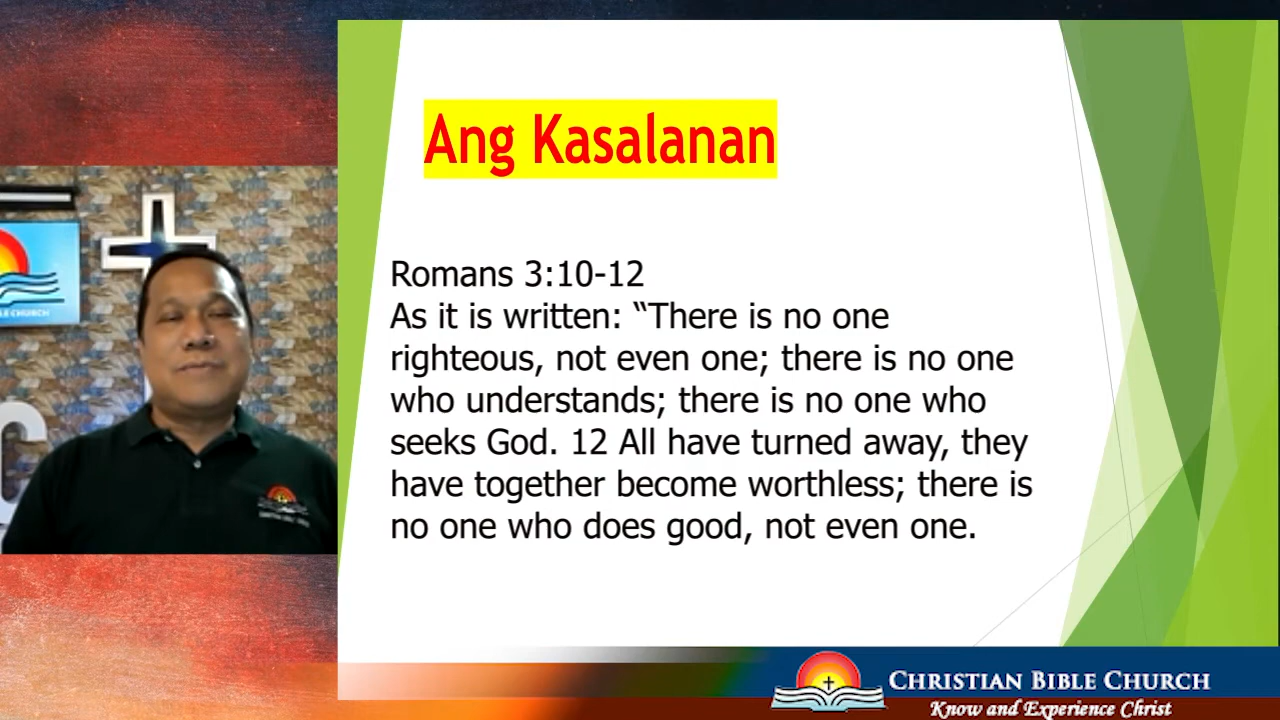 Ang Kasalanan
Romans 3:10-12
As it is written: “There is no one
righteous, not even one; there is no one
who understands; there is no one who
seeks God. 12 All have turned away, they
have together become worthless; there is
no one who does good, not even one.
BLE CHURCH
C
CHRISTIAN BIBLE CHURCH
Know and Experience Christ